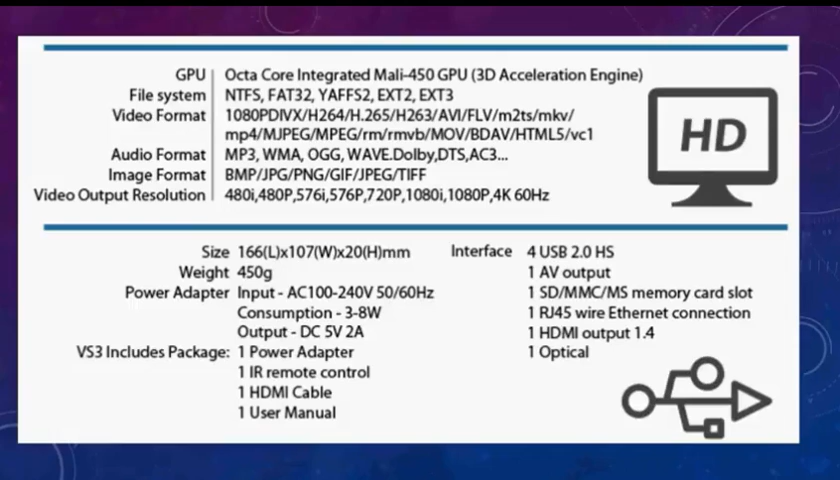 GPU Octa Core Integrated Mali-450 GPU (3D Acceleration Engine)
File system NTFS, FAT32, YAFFS2, EXT2, EXT3
Video Format 1080PDIVX/H264/H.265/H263/AVI/FLV/m2ts/mkv/
mp4/MJPEG/MPEG/rm/rmvb/MOV/BDAV/HTML5/vc1
Audio Format MP3, WMA, OGG, WAVE.Dolby,DTS,AC3...
Image Format BMP/JPG/PNG/GIF/JPEG/TIFF
Video Output Resolution 480i,480P,576i,576P,720P,1080i,1080P,4K 60Hz
HD
Size 166(L)x107(W)x20(H)mm
Weight 450g
Power Adapter Input - AC100-240V 50/60Hz
Consumption - 3-8W
Output - DC 5V 2A
VS3 Includes Package: 1 Power Adapter
1 IR remote control
1 HDMI Cable
1 User Manual
Interface 4 USB 2.0 HS
1 AV output
1 SD/MMC/MS memory card slot
1 RJ45 wire Ethernet connection
1 HDMI output 1.4
1 Optical